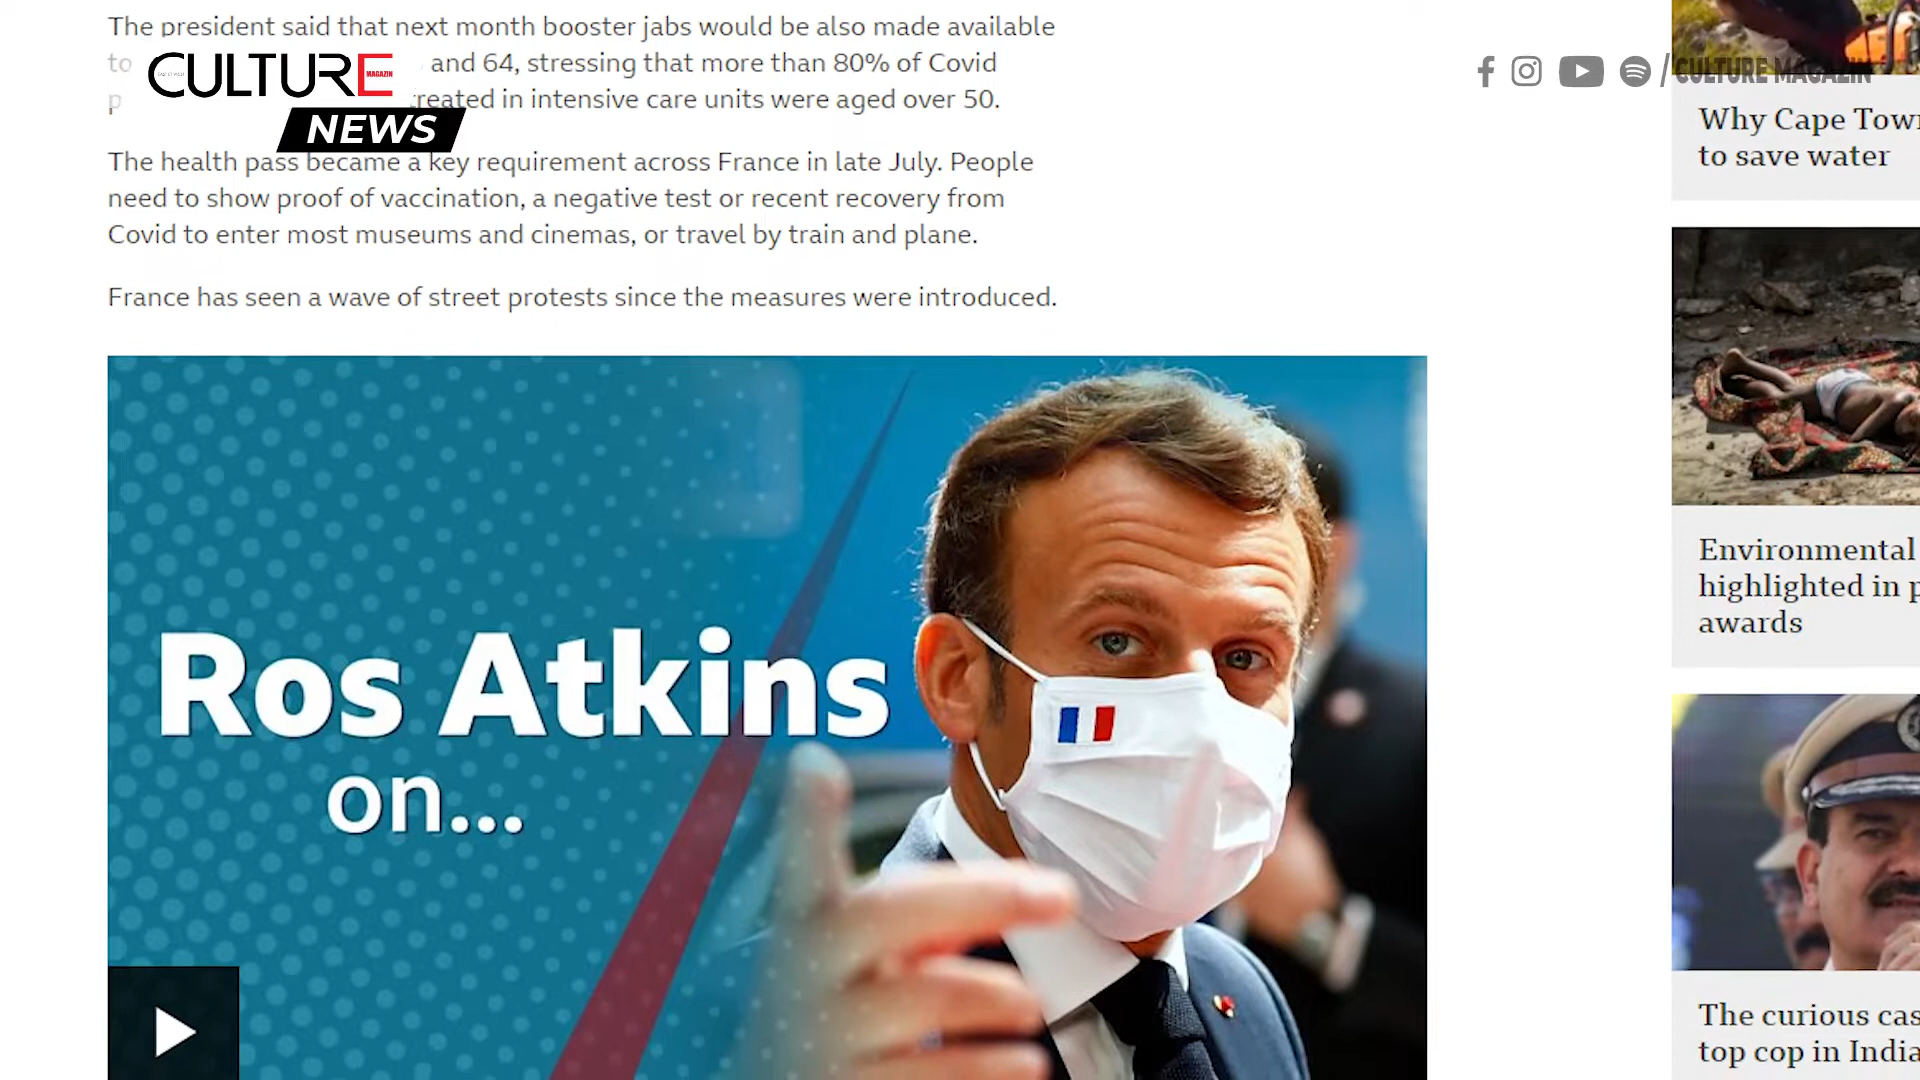 The president said that next month booster jabs would be also made available
to and 64, stressing that more than 80% of Covid
p treated in intensive care units were aged over 50.
CULTURE
MAGAZIN
NEWS
The health pass became a key requirement across France in late July. People
need to show proof of vaccination, a negative test or recent recovery from
Covid to enter most museums and cinemas, or travel by train and plane.
France has seen a wave of street protests since the measures were introduced.
Ros Atkins
on...
/CULTURE MAGAZIN
Why Cape Town
to save water
Environmental
highlighted in p
awards
The curious cas
top cop in India